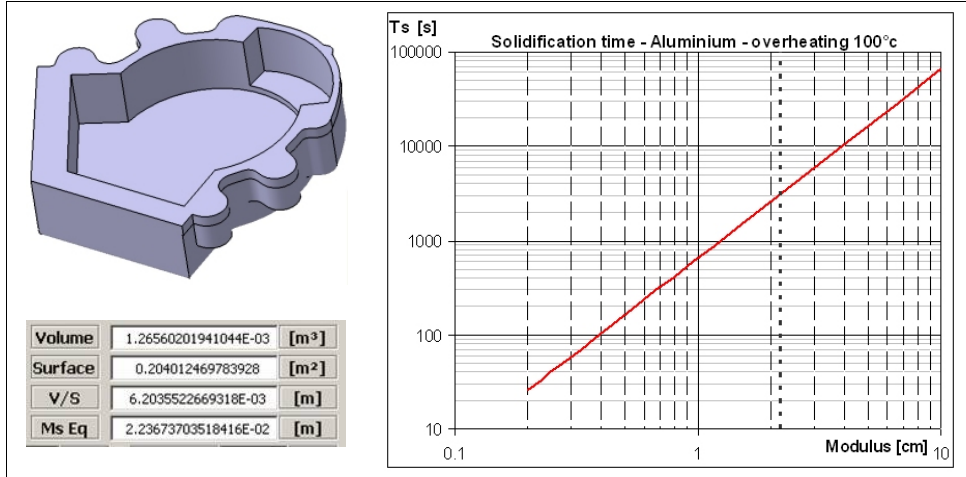 Volume 1.26560201941044E-03 [m³]
Surface 0.204012469783928 [m²]
V/S 6.2035522669318E-03 [m]
Ms Eq 2.23673703518416E-02 [m]
Ts [s]
Solidification time - Aluminium - overheating 100°c
100000
10000
1000
100
10
0.1 1 10
Modulus [cm]